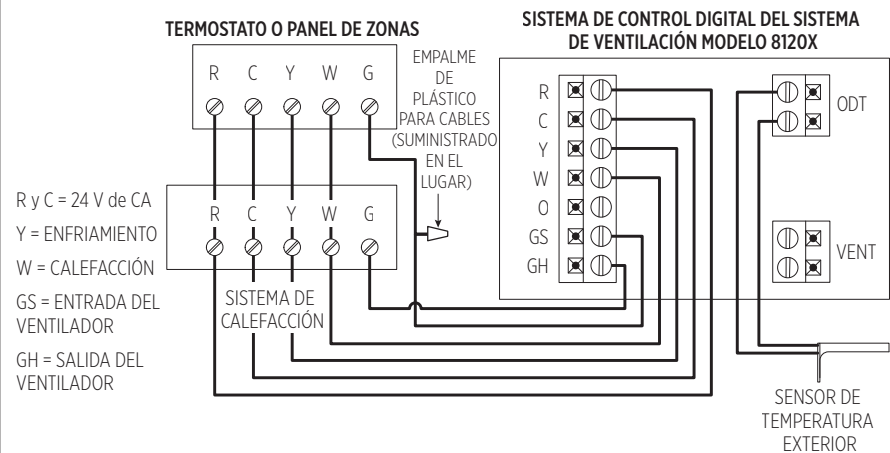 TERMOSTATO O PANEL DE ZONAS
R C Y W G
EMPALME
DE
PLÁSTICO
PARA CABLES
(SUMINISTRADO
EN EL
LUGAR)
SISTEMA DE CONTROL DIGITAL DEL SISTEMA
DE VENTILACIÓN MODELO 8120X
R
C
Y
W
O
GS
GH
ODT
VENT
R y C = 24 V de CA
Y = ENFRIAMIENTO
W = CALEFACCIÓN
GS = ENTRADA DEL
VENTILADOR
GH = SALIDA DEL
VENTILADOR
R C Y W G
SISTEMA DE
CALEFACCIÓN
SENSOR DE
TEMPERATURA
EXTERIOR